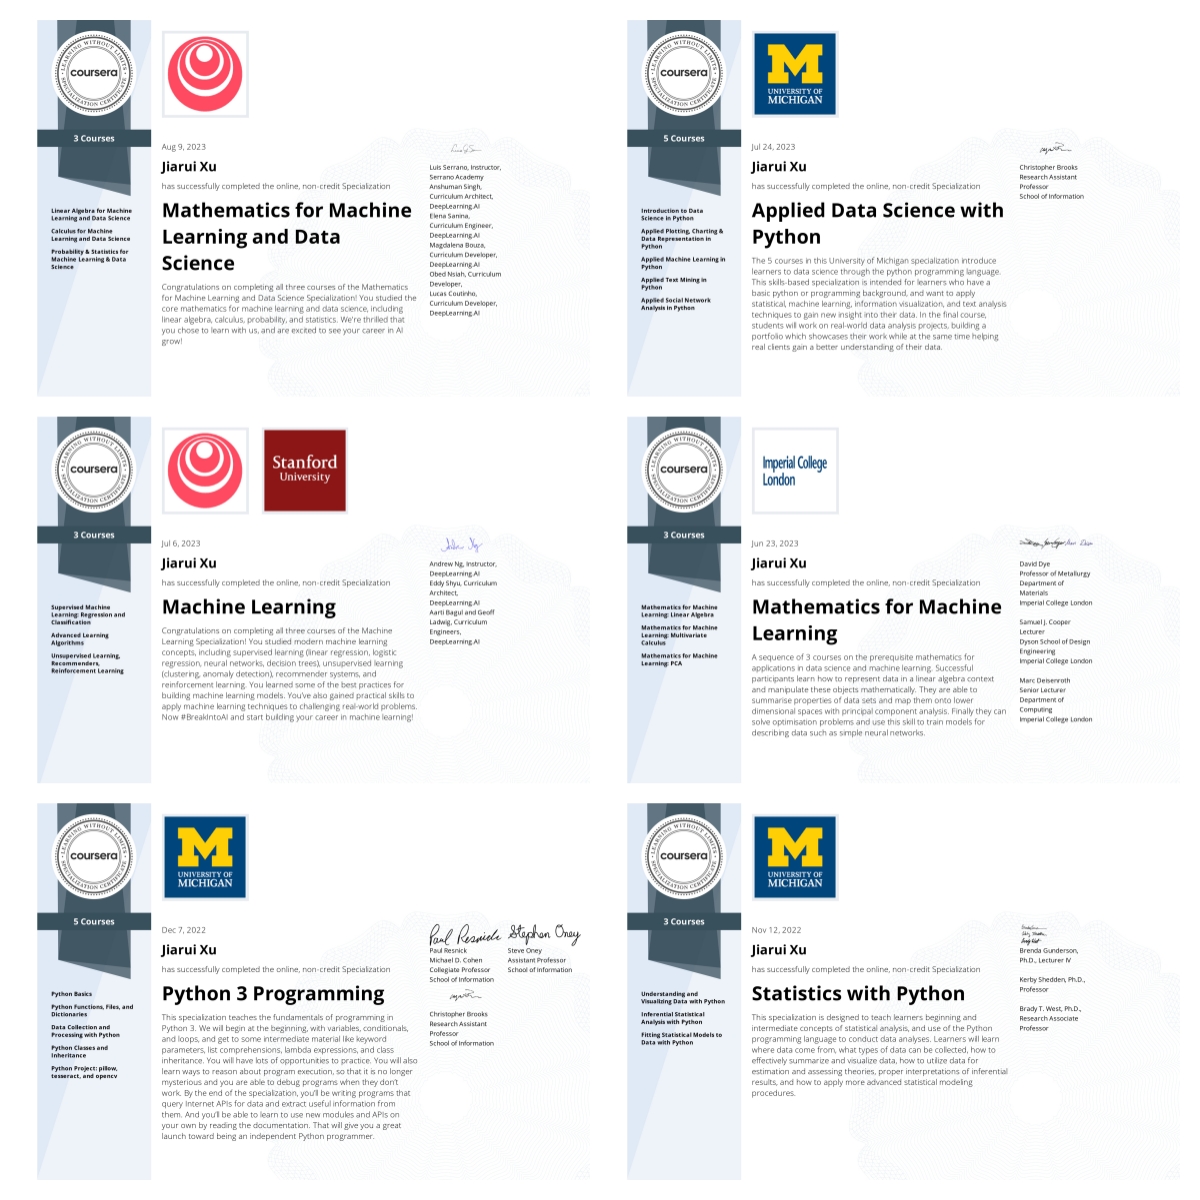 LEARNING WITHOUT LIMITS
coursera
SPECIALIZATION CERTIFICATE
3 Courses
Linear Algebra for Machine
Learning and Data Science
Calculus for Machine
Learning and Data Science
Probability & Statistics for
Machine Learning & Data
Science
Aug 9, 2023
Jiarui Xu
has successfully completed the online, non-credit Specialization
Mathematics for Machine
Learning and Data
Science
Congratulations on completing all three courses of the Mathematics
for Machine Learning and Data Science Specialization! You studied the
core mathematics for machine learning and data science, including
linear algebra, calculus, probability, and statistics. We're thrilled that
you chose to learn with us, and are excited to see your career in AI
grow!
Luis Serrano, Instructor,
Serrano Academy
Anshuman Singh,
Curriculum Architect,
DeepLearning.AI
Elena Sanina,
Curriculum Engineer,
DeepLearning.AI
Magdalena Bouza,
Curriculum Developer,
DeepLearning.AI
Obed Nsiah, Curriculum
Developer,
Lucas Coutinho,
Curriculum Developer,
DeepLearning.AI
LEARNING WITHOUT LIMITS
coursera
SPECIALIZATION CERTIFICATE
5 Courses
Introduction to Data
Science in Python
Applied Plotting, Charting &
Data Representation in
Python
Applied Machine Learning in
Python
Applied Text Mining in
Python
Applied Social Network
Analysis in Python
M
UNIVERSITY OF
MICHIGAN
Jul 24, 2023
Jiarui Xu
has successfully completed the online, non-credit Specialization
Applied Data Science with
Python
The 5 courses in this University of Michigan specialization introduce
learners to data science through the python programming language.
This skills-based specialization is intended for learners who have a
basic python or programming background, and want to apply
statistical, machine learning, information visualization, and text analysis
techniques to gain new insight into their data. In the final course,
students will work on real-world data analysis projects, building a
portfolio which showcases their work while at the same time helping
real clients gain a better understanding of their data.
Christopher Brooks
Research Assistant
Professor
School of Information
LEARNING WITHOUT LIMITS
coursera
SPECIALIZATION CERTIFICATE
3 Courses
Supervised Machine
Learning: Regression and
Classification
Advanced Learning
Algorithms
Unsupervised Learning,
Recommenders,
Reinforcement Learning
Stanford
University
Jul 6, 2023
Jiarui Xu
has successfully completed the online, non-credit Specialization
Machine Learning
Congratulations on completing all three courses of the Machine
Learning Specialization! You studied modern machine learning
concepts, including supervised learning (linear regression, logistic
regression, neural networks, decision trees), unsupervised learning
(clustering, anomaly detection), recommender systems, and
reinforcement learning. You learned some of the best practices for
building machine learning models. You've also gained practical skills to
apply machine learning techniques to challenging real-world problems.
Now #BreakIntoAI and start building your career in machine learning!
Andrew Ng, Instructor,
DeepLearning.AI
Eddy Shyu, Curriculum
Architect,
DeepLearning.AI
Aarti Bagul and Geoff
Ladwig, Curriculum
Engineers,
DeepLearning.AI
LEARNING WITHOUT LIMITS
coursera
SPECIALIZATION CERTIFICATE
3 Courses
Mathematics for Machine
Learning: Linear Algebra
Mathematics for Machine
Learning: Multivariate
Calculus
Mathematics for Machine
Learning: PCA
Imperial College
London
Jun 23, 2023
Jiarui Xu
has successfully completed the online, non-credit Specialization
Mathematics for Machine
Learning
A sequence of 3 courses on the prerequisite mathematics for
applications in data science and machine learning. Successful
participants learn how to represent data in a linear algebra context
and manipulate these objects mathematically. They are able to
summarise properties of data sets and map them onto lower
dimensional spaces with principal component analysis. Finally they can
solve optimisation problems and use this skill to train models for
describing data such as simple neural networks.
David Dye
Professor of Metallurgy
Department of
Materials
Imperial College London
Samuel J. Cooper
Lecturer
Dyson School of Design
Engineering
Imperial College London
Marc Deisenroth
Senior Lecturer
Department of
Computing
Imperial College London
LEARNING WITHOUT LIMITS
coursera
SPECIALIZATION CERTIFICATE
5 Courses
Python Basics
Python Functions, Files, and
Dictionaries
Data Collection and
Processing with Python
Python Classes and
Inheritance
Python Project: pillow,
tesseract, and opencv
M
UNIVERSITY OF
MICHIGAN
Dec 7, 2022
Jiarui Xu
has successfully completed the online, non-credit Specialization
Python 3 Programming
This specialization teaches the fundamentals of programming in
Python 3. We will begin at the beginning, with variables, conditionals,
and loops, and get to some intermediate material like keyword
parameters, list comprehensions, lambda expressions, and class
inheritance. You will have lots of opportunities to practice. You will also
learn ways to reason about program execution, so that it is no longer
mysterious and you are able to debug programs when they don't
work. By the end of the specialization, you'll be writing programs that
query Internet APIs for data and extract useful information from
them. And you'll be able to learn to use new modules and APIs on
your own by reading the documentation. That will give you a great
launch toward being an independent Python programmer.
Paul Resnick
Paul Resnick
Michael D. Cohen
Collegiate Professor
School of Information
Stephen Oney
Steve Oney
Assistant Professor
School of Information
Christopher Brooks
Research Assistant
Professor
School of Information
LEARNING WITHOUT LIMITS
coursera
SPECIALIZATION CERTIFICATE
3 Courses
Understanding and
Visualizing Data with Python
Inferential Statistical
Analysis with Python
Fitting Statistical Models to
Data with Python
M
UNIVERSITY OF
MICHIGAN
Nov 12, 2022
Jiarui Xu
has successfully completed the online, non-credit Specialization
Statistics with Python
This specialization is designed to teach learners beginning and
intermediate concepts of statistical analysis, and use of the Python
programming language to conduct data analyses. Learners will learn
where data come from, what types of data can be collected, how to
effectively summarize and visualize data, how to utilize data for
estimation and assessing theories, proper interpretations of inferential
results, and how to apply more advanced statistical modeling
procedures.
Brenda Gunderson,
Ph.D., Lecturer IV
Kerby Shedden, Ph.D.,
Professor
Brady T. West, Ph.D.,
Research Associate
Professor